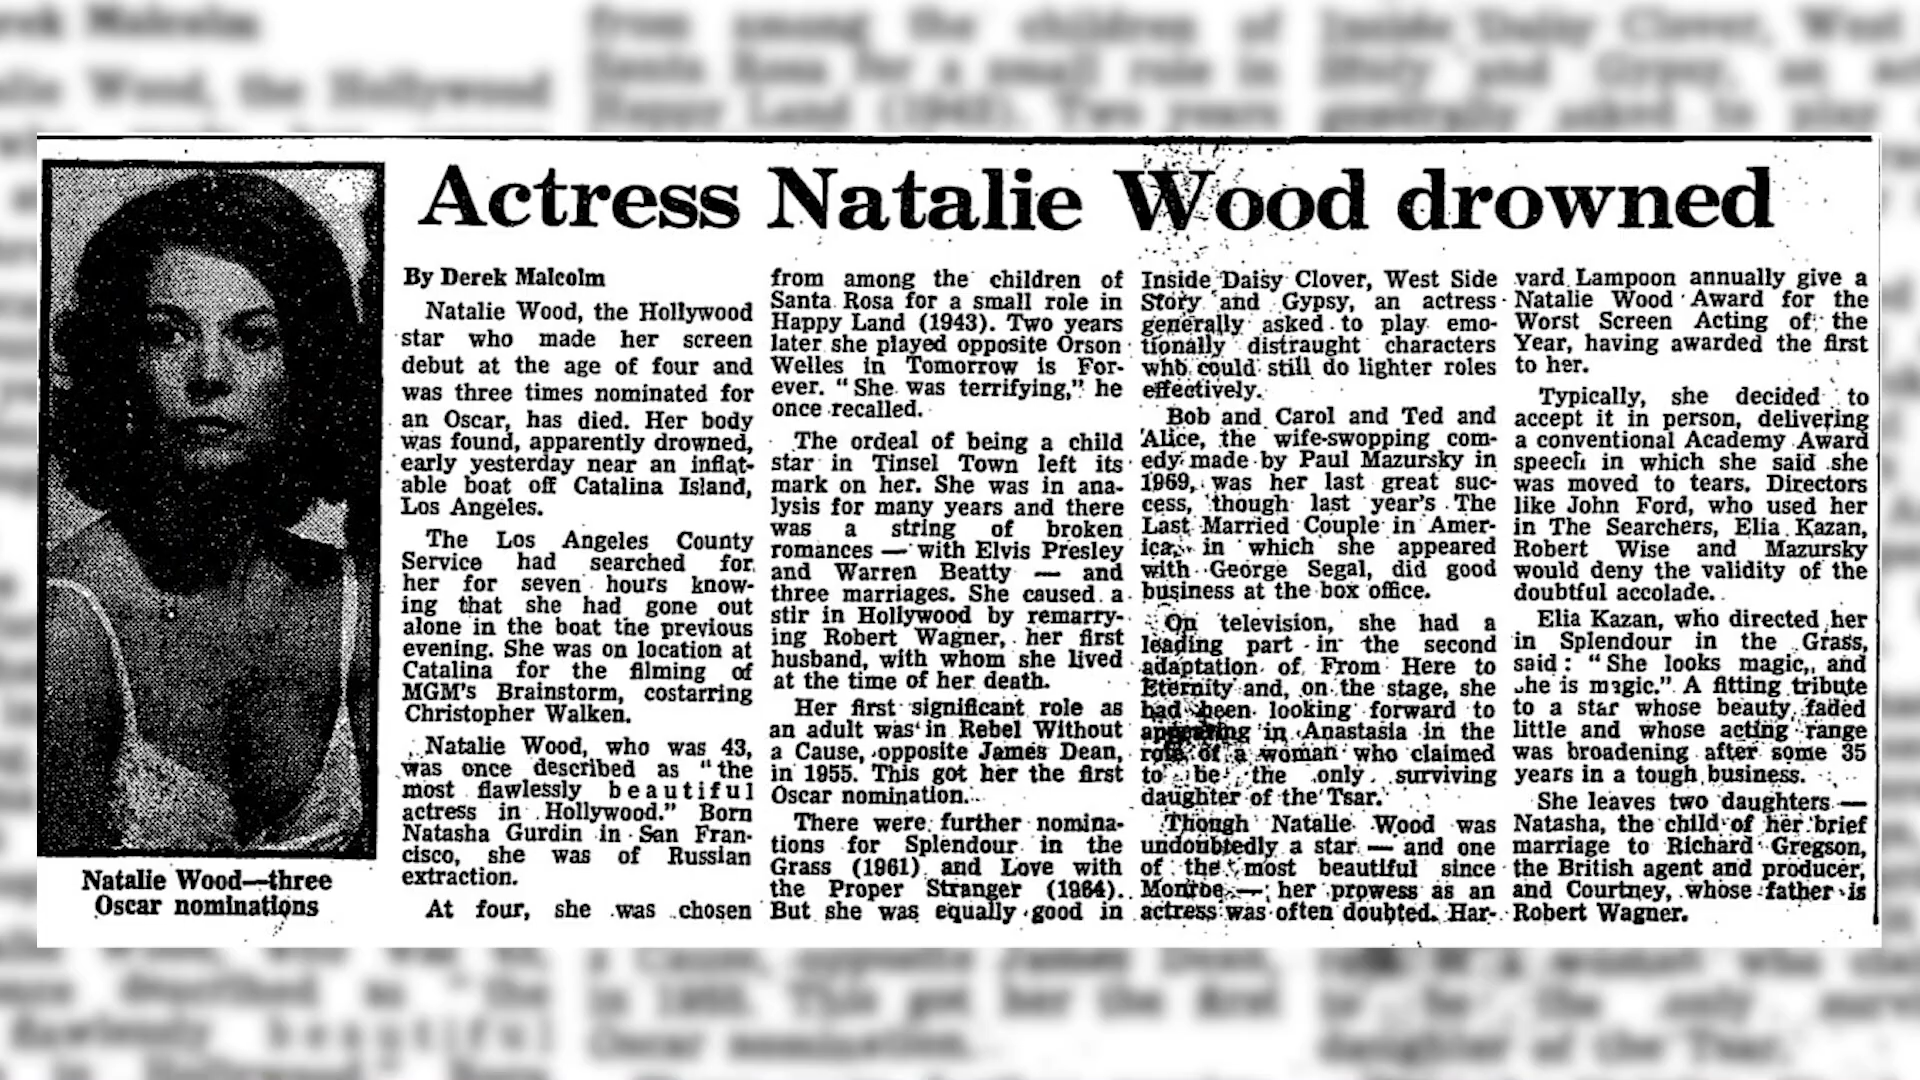 Actress Natalie Wood drowned
Natalie Wood—three
Oscar nominations
By Derek Malcolm
Natalie Wood, the Hollywood
star who made her screen
debut at the age of four and
was three times nominated for
an Oscar, has died. Her body
was found, apparently drowned,
early yesterday near an inflat-
able boat off Catalina Island,
Los Angeles.
The Los Angeles County
Service had searched for
her for seven hours know-
ing that she had gone out
alone in the boat the previous
evening. She was on location at
Catalina for the filming of
MGM's Brainstorm, costarring
Christopher Walken.
Natalie Wood, who was 43,
was once described as "the
most flawlessly beautiful
actress in Hollywood." Born
Natasha Gurdin in San Fran-
cisco, she was of Russian
extraction.
At four, she was chosen
from among the children of
Santa Rosa for a small role in
Happy Land (1943). Two years
later she played opposite Orson
Welles in Tomorrow is For-
ever. "She was terrifying," he
once recalled.
The ordeal of being a child
star in Tinsel Town left its
mark on her. She was in ana-
lysis for many years and there
was a string of broken
romances — with Elvis Presley
and Warren Beatty — and
three marriages. She caused a
stir in Hollywood by remarry-
ing Robert Wagner, her first
husband, with whom she lived
at the time of her death.
Her first significant role as
an adult was in Rebel Without
a Cause, opposite James Dean,
in 1955. This got her the first
Oscar nomination.
There were further nomina-
tions for Splendour in the
Grass (1961) and Love with
the Proper Stranger (1964).
But she was equally good in
Inside Daisy Clover, West Side
Story and Gypsy, an actress
generally asked to play emo-
tionally distraught characters
who could still do lighter roles
effectively.
Bob and Carol and Ted and
Alice, the wife-swopping com-
edy made by Paul Mazursky in
1969, was her last great suc-
cess, though last year's The
Last Married Couple in Amer-
ica, in which she appeared
with George Segal, did good
business at the box office.
On television, she had a
leading part in the second
adaptation of From Here to
Eternity and, on the stage, she
had been looking forward to
appearing in Anastasia in the
role of a woman who claimed
to be the only surviving
daughter of the Tsar.
Though Natalie Wood was
undoubtedly a star — and one
of the most beautiful since
Monroe — her prowess as an
actress was often doubted. Har-
vard Lampoon annually give a
Natalie Wood Award for the
Worst Screen Acting of the
Year, having awarded the first
to her.
Typically, she decided to
accept it in person, delivering
a conventional Academy Award
speech in which she said she
was moved to tears. Directors
like John Ford, who used her
in The Searchers, Elia Kazan,
Robert Wise and Mazursky
would deny the validity of the
doubtful accolade.
Elia Kazan, who directed her
in Splendour in the Grass,
said: "She looks magic, and
she is magic." A fitting tribute
to a star whose beauty faded
little and whose acting range
was broadening after some 35
years in a tough business.
She leaves two daughters —
Natasha, the child of her brief
marriage to Richard Gregson,
the British agent and producer,
and Courtney, whose father is
Robert Wagner.